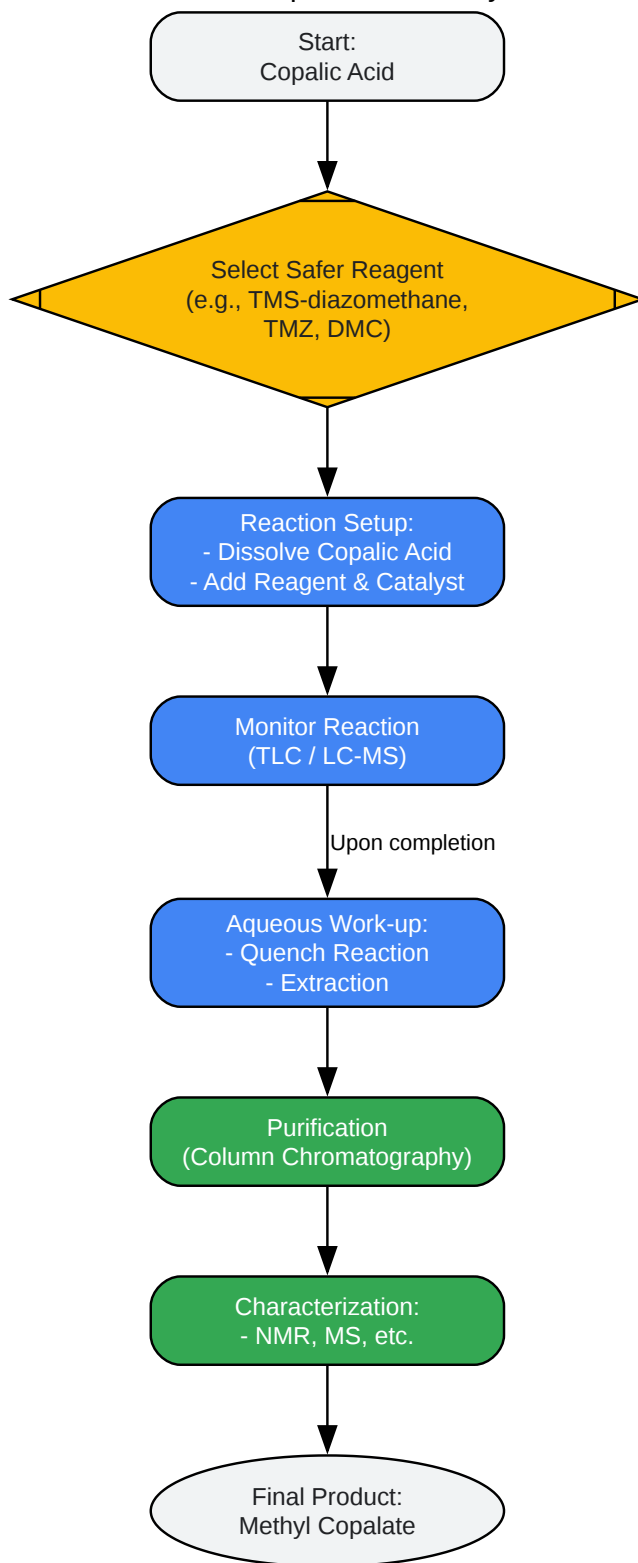 Start:
Copalic Acid
Select Safer Reagent
(e.g., TMS-diazomethane,
TMZ, DMC)
Reaction Setup:
- Dissolve Copalic Acid
- Add Reagent & Catalyst
Monitor Reaction
(TLC / LC-MS)
Upon completion
Aqueous Work-up:
- Quench Reaction
- Extraction
Purification
(Column Chromatography)
Characterization:
- NMR, MS, etc.
Final Product:
Methyl Copalate